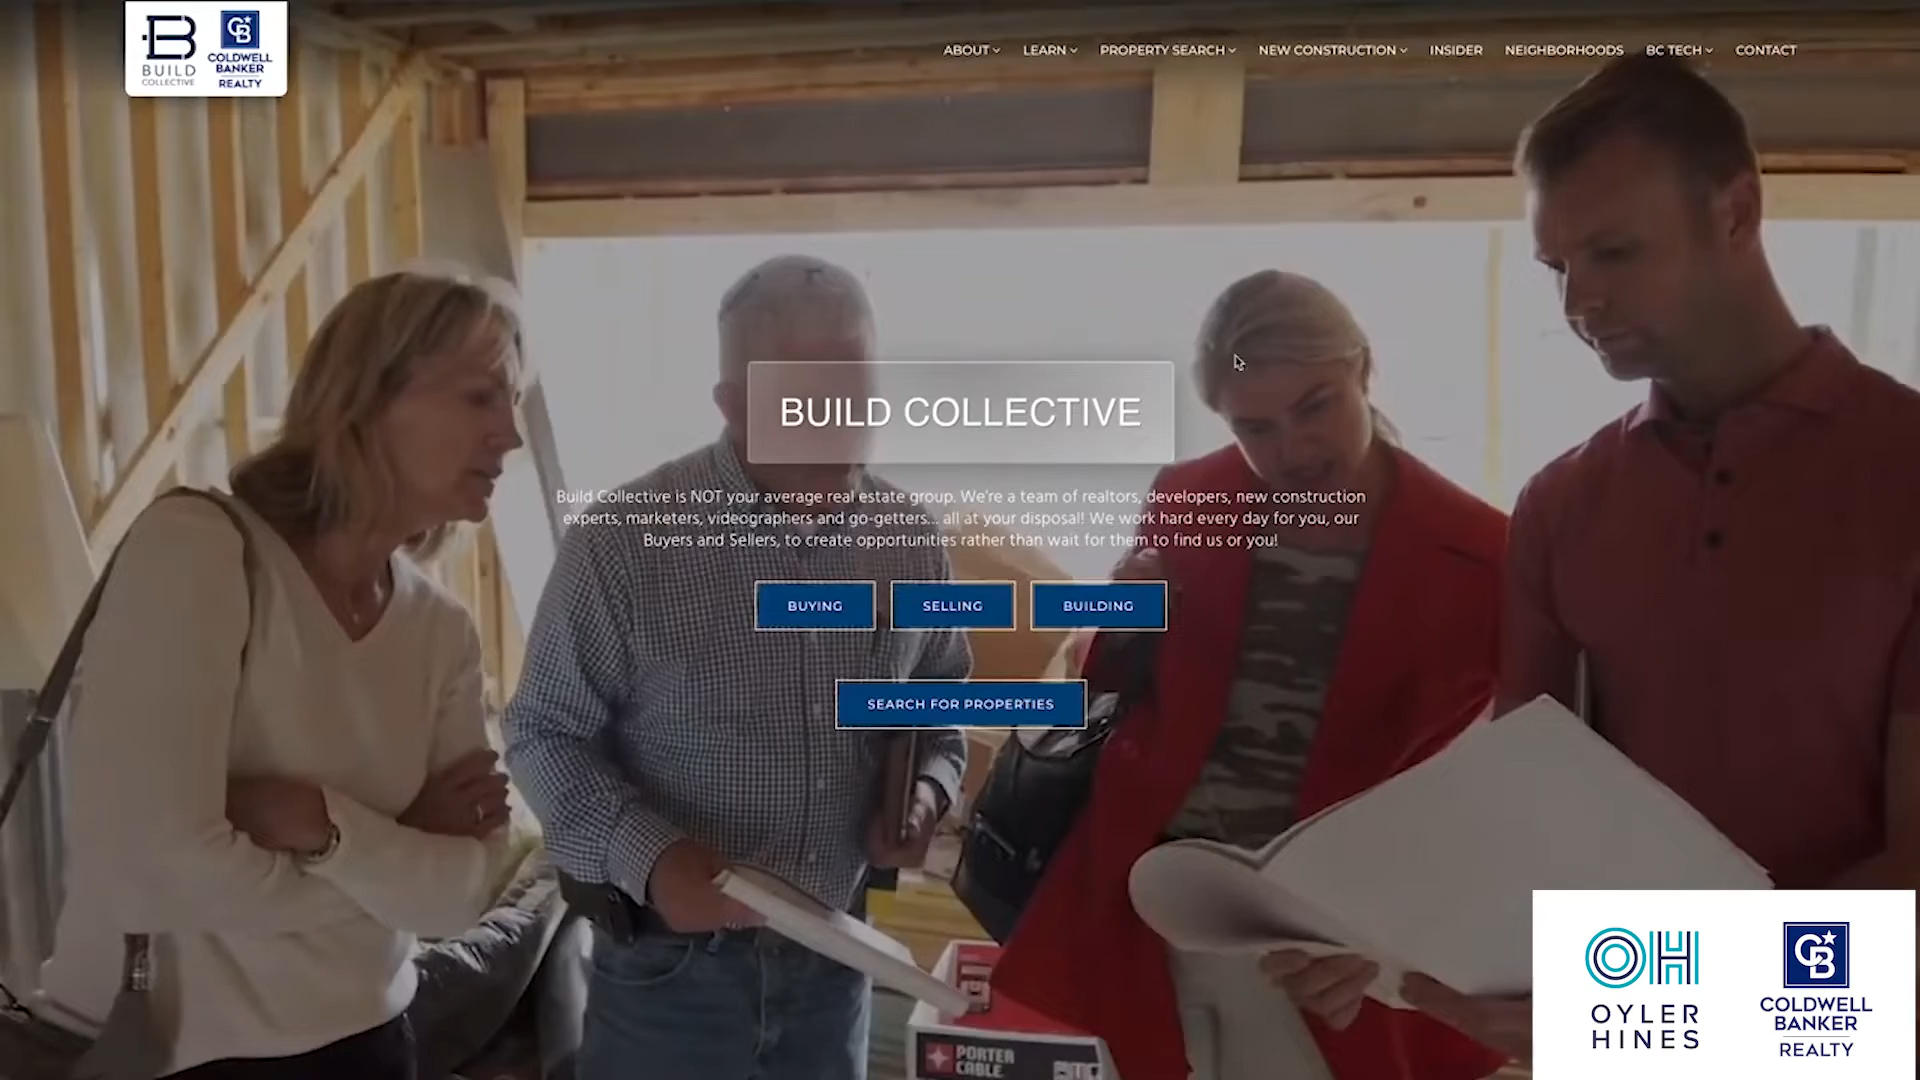 B
BUILD
COLLECTIVE
CB
COLDWELL
BANKER
REALTY
ABOUT
LEARN
PROPERTY SEARCH
NEW CONSTRUCTION
INSIDER
NEIGHBORHOODS
BC TECH
CONTACT
BUILD COLLECTIVE
Build Collective is NOT your average real estate group. We're a team of realtors, developers, new construction
experts, marketers, videographers and go-getters... all at your disposal! We work hard every day for you, our
Buyers and Sellers, to create opportunities rather than wait for them to find us or you!
BUYING
SELLING
BUILDING
SEARCH FOR PROPERTIES
PORTER
CABLE
OH
OYLER
HINES
CB
COLDWELL
BANKER
REALTY